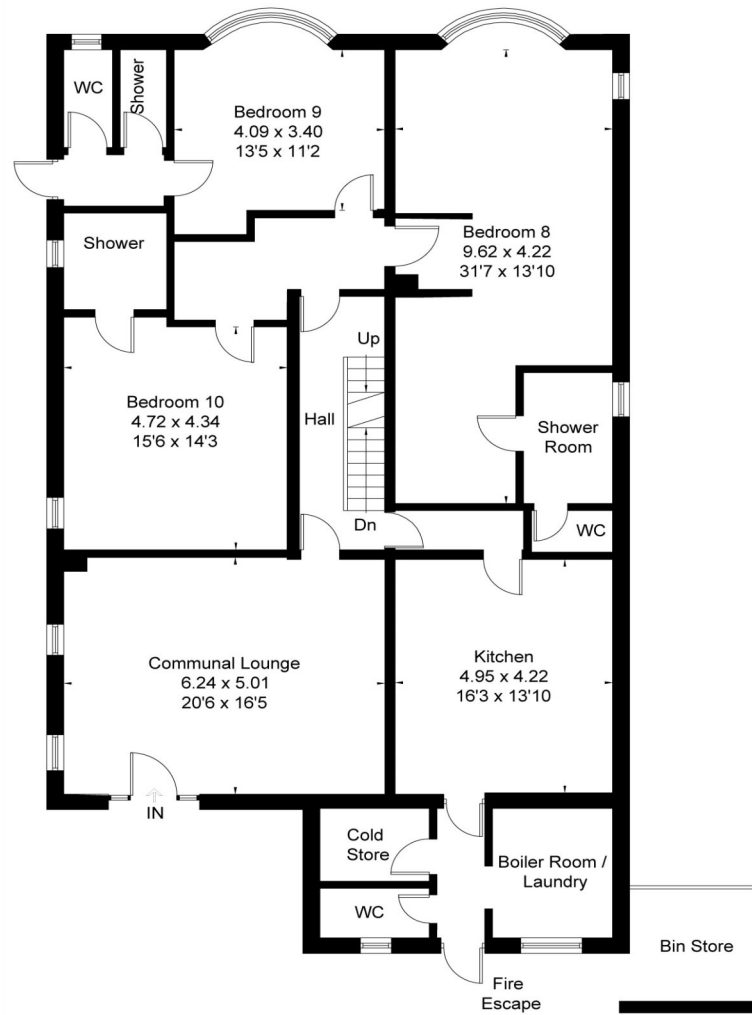 WC
Shower
Bedroom 9
4.09 x 3.40
13'5 x 11'2
Shower
Bedroom 8
9.62 x 4.22
31'7 x 13'10
Up
Bedroom 10
4.72 x 4.34
15'6 x 14'3
Hall
Shower
Room
Dn
WC
Communal Lounge
6.24 x 5.01
20'6 x 16'5
Kitchen
4.95 x 4.22
16'3 x 13'10
IN
Cold
Store
Boiler Room /
Laundry
WC
Bin Store
Fire
Escape